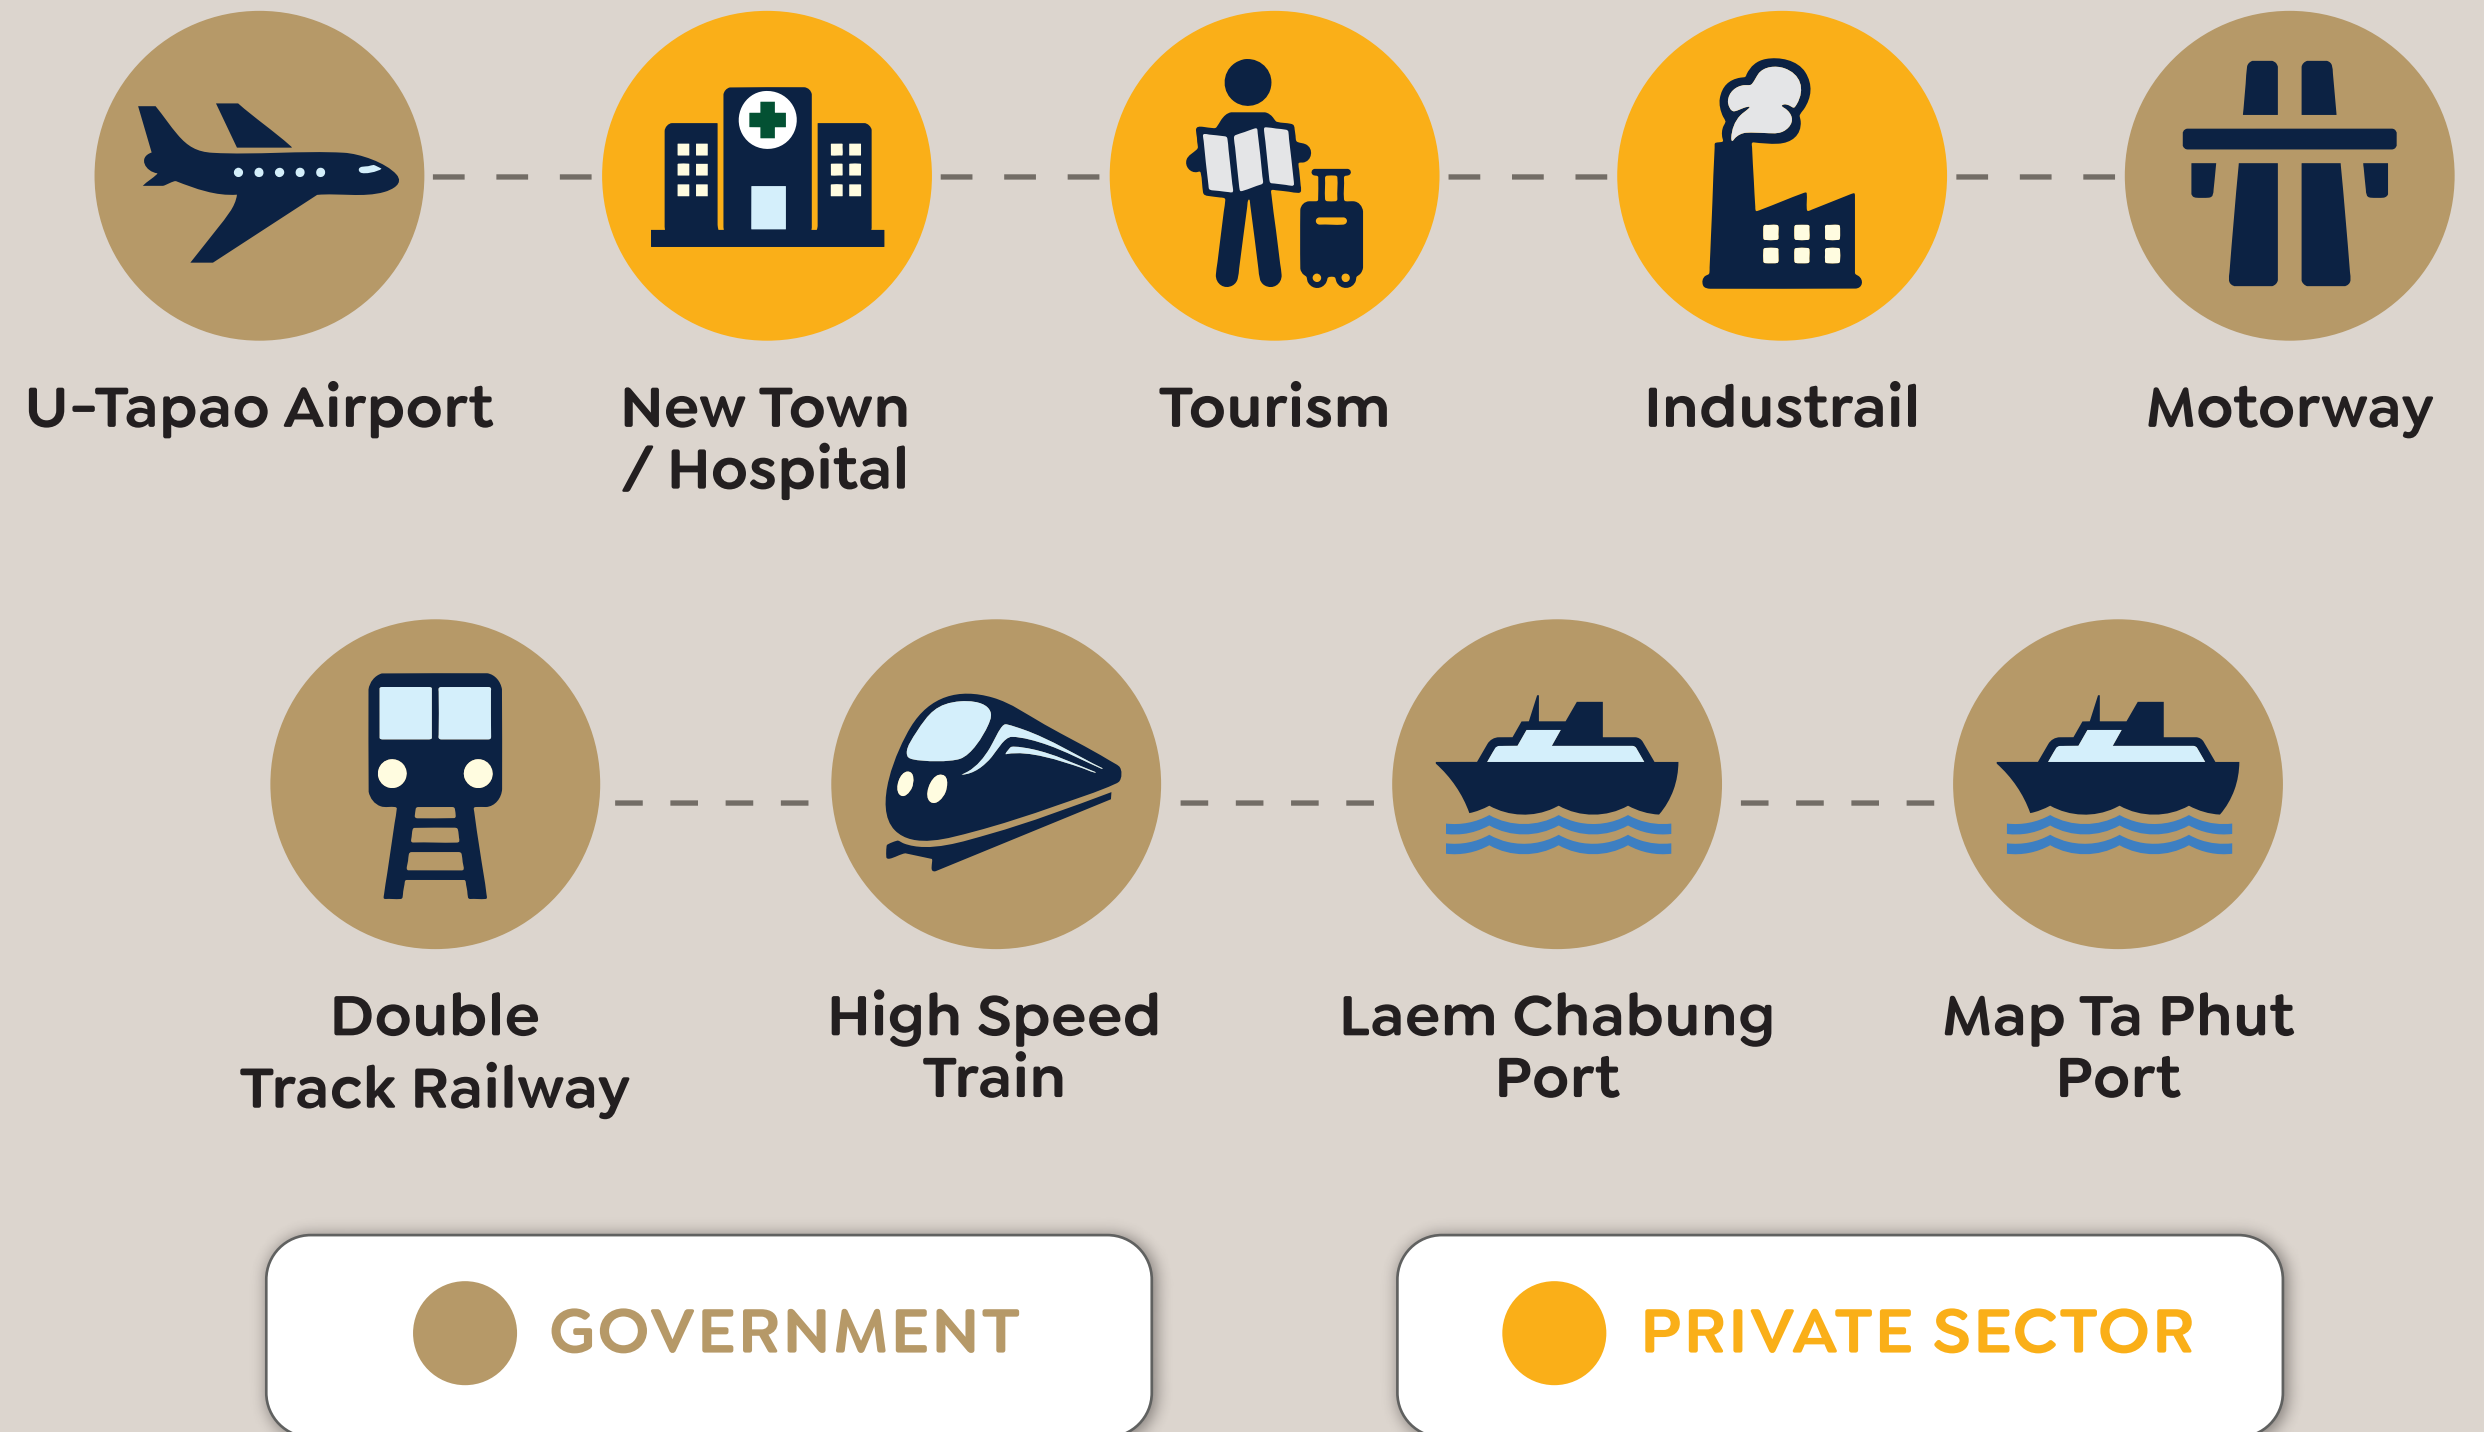 U-Tapao Airport
New Town
/ Hospital
Tourism
Industrail
Motorway
Double
Track Railway
High Speed
Train
Laem Chabung
Port
Map Ta Phut
Port
GOVERNMENT
PRIVATE SECTOR